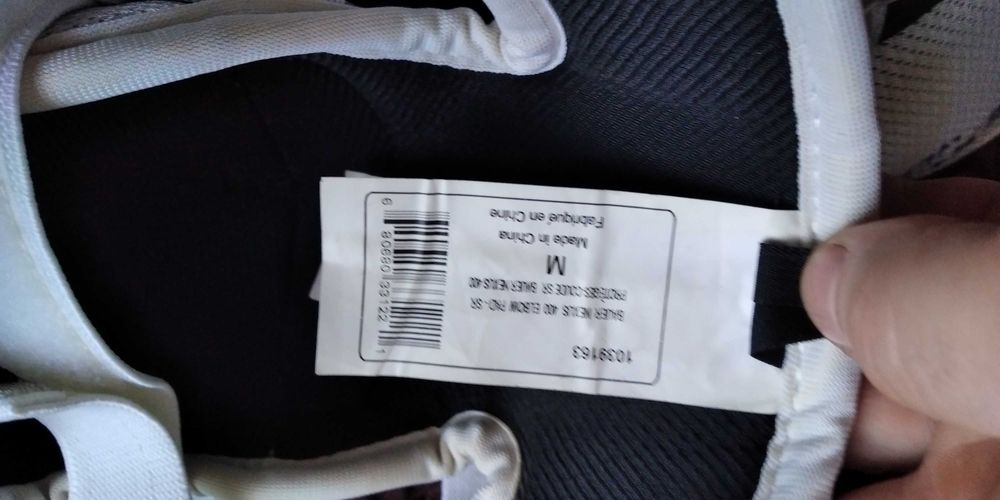 1039163
BAUER NEXUS 400 ELBOW PAD - SR
PROTÈGES-COUDE SR. BAUER NEXUS 400
M
Made in China
Fabriqué en Chine
6 80680 33122 1